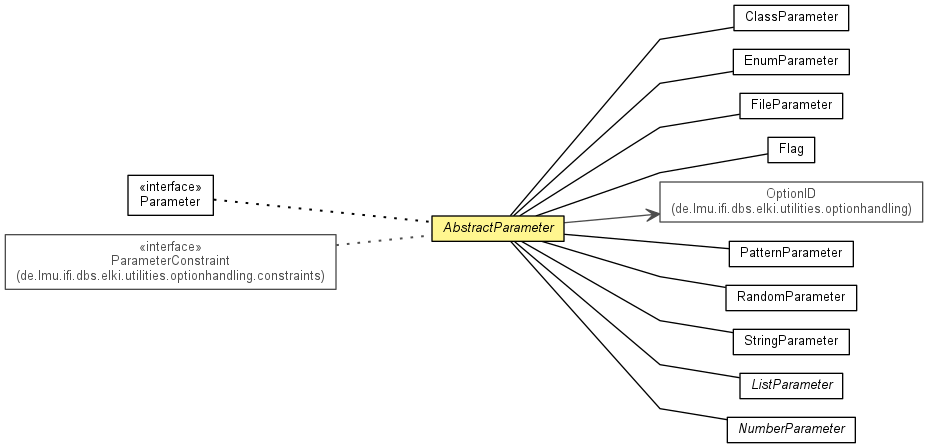 ClassParameter
EnumParameter
FileParameter
Flag
«interface»
Parameter
OptionID
(de.lmu.ifi.dbs.elki.utilities.optionhandling)
AbstractParameter
«interface»
ParameterConstraint
(de.lmu.ifi.dbs.elki.utilities.optionhandling.constraints)
PatternParameter
RandomParameter
StringParameter
ListParameter
NumberParameter